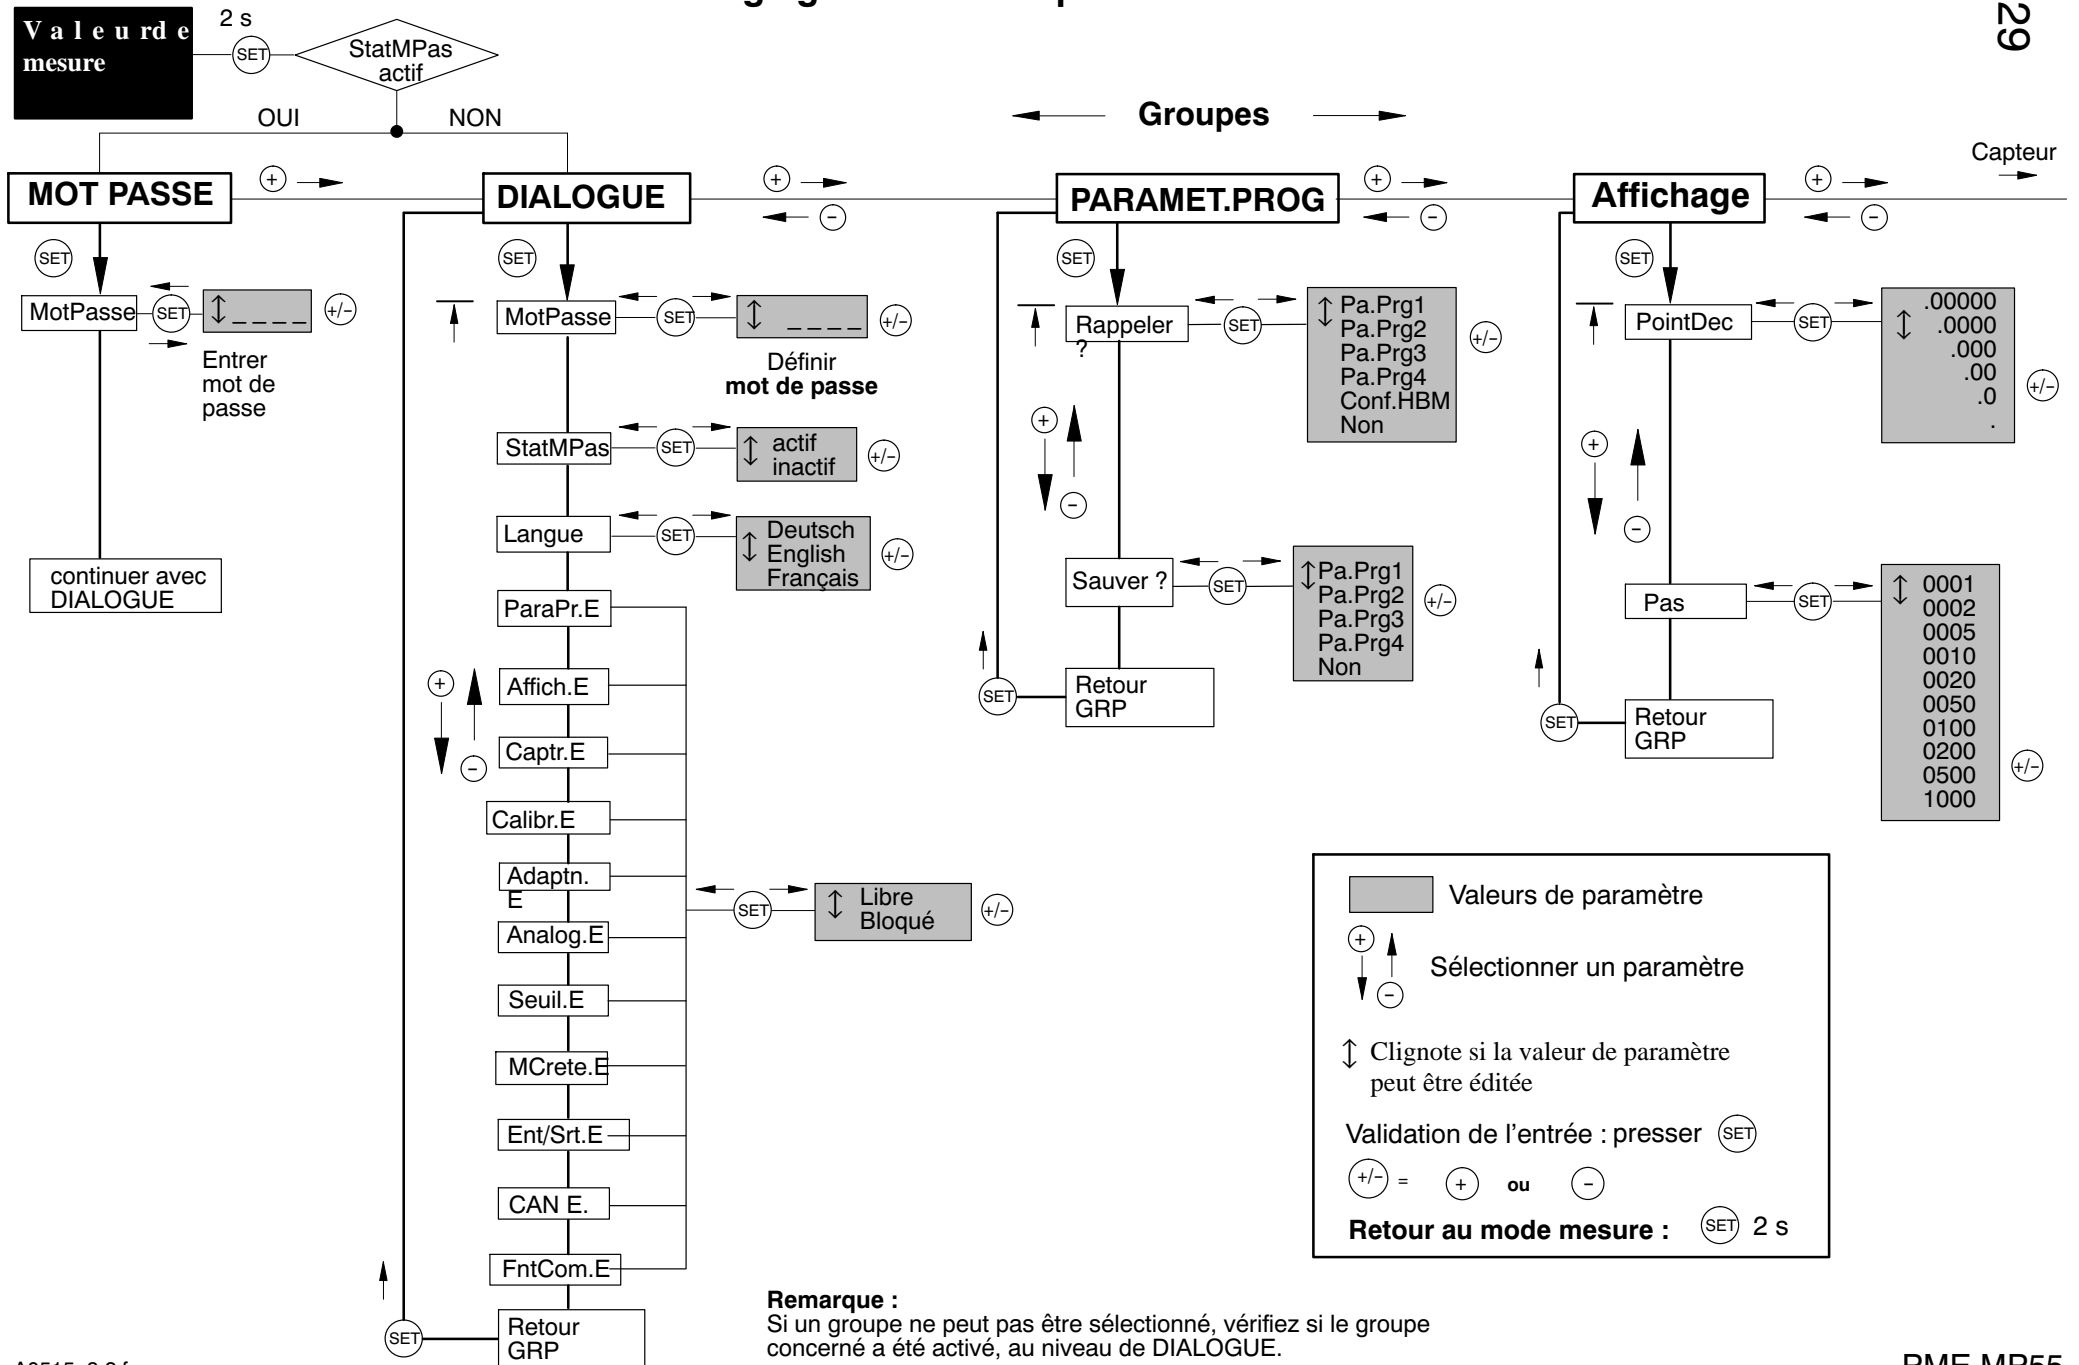 29
Valeurde
mesure
2 s
SET
StatMPas
actif
OUI
NON
Groupes
Capteur
MOT PASSE
+
DIALOGUE
+
−
PARAMET.PROG
+
−
Affichage
+
−
SET
MotPasse
SET
_ _ _ _
+/−
Entrer
mot de
passe
continuer avec
DIALOGUE
SET
MotPasse
SET
_ _ _ _
+/−
Définir
mot de passe
StatMPas
SET
actif
inactif
+/−
Langue
SET
Deutsch
English
Français
+/−
ParaPr.E
Affich.E
+
−
Captr.E
Calibr.E
Adaptn.
E
Analog.E
Seuil.E
MCrete.E
Ent/Srt.E
CAN E.
FntCom.E
SET
Libre
Bloqué
+/−
SET
Retour
GRP
SET
Rappeler
?
SET
Pa.Prg1
Pa.Prg2
Pa.Prg3
Pa.Prg4
Conf.HBM
Non
+/−
+
−
Sauver ?
SET
Pa.Prg1
Pa.Prg2
Pa.Prg3
Pa.Prg4
Non
+/−
SET
Retour
GRP
SET
PointDec
SET
.00000
.0000
.000
.00
.0
.
+/−
+
−
Pas
SET
0001
0002
0005
0010
0020
0050
0100
0200
0500
1000
+/−
SET
Retour
GRP
Valeurs de paramètre
+
−
Sélectionner un paramètre
Clignote si la valeur de paramètre
peut être éditée
Validation de l'entrée : presser SET
+/− = + ou −
Retour au mode mesure : SET 2 s
Remarque :
Si un groupe ne peut pas être sélectionné, vérifiez si le groupe
concerné a été activé, au niveau de DIALOGUE.
PME MP55